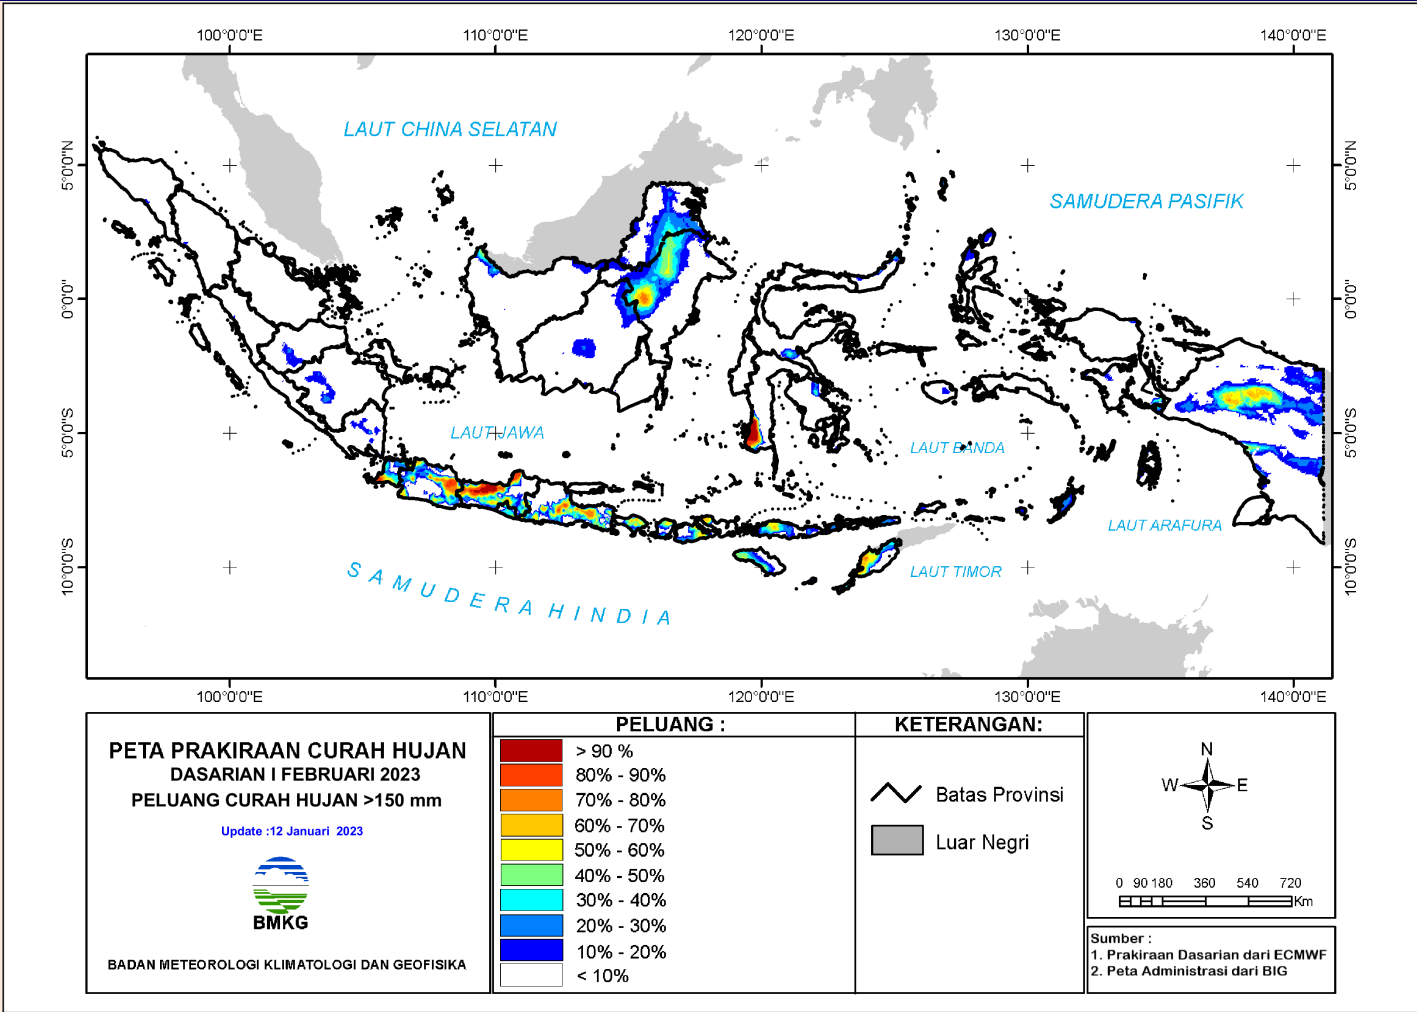 100°0'0"E 110°0'0"E 120°0'0"E 130°0'0"E 140°0'0"E
5°0'0"N 5°0'0"N
0°0'0" 0°0'0"
5°0'0"S 5°0'0"S
10°0'0"S 10°0'0"S
LAUT CHINA SELATAN
SAMUDERA PASIFIK
LAUT JAWA
LAUT BANDA
LAUT ARAFURA
LAUT TIMOR
SAMUDERA HINDIA
100°0'0"E 110°0'0"E 120°0'0"E 130°0'0"E 140°0'0"E
PETA PRAKIRAAN CURAH HUJAN
DASARIAN I FEBRUARI 2023
PELUANG CURAH HUJAN >150 mm
Update :12 Januari 2023
BMKG
BADAN METEOROLOGI KLIMATOLOGI DAN GEOFISIKA
PELUANG :
> 90 %
80% - 90%
70% - 80%
60% - 70%
50% - 60%
40% - 50%
30% - 40%
20% - 30%
10% - 20%
< 10%
KETERANGAN:
Batas Provinsi
Luar Negri
N
W E
S
0 90 180 360 540 720
Km
Sumber :
1. Prakiraan Dasarian dari ECMWF
2. Peta Administrasi dari BIG